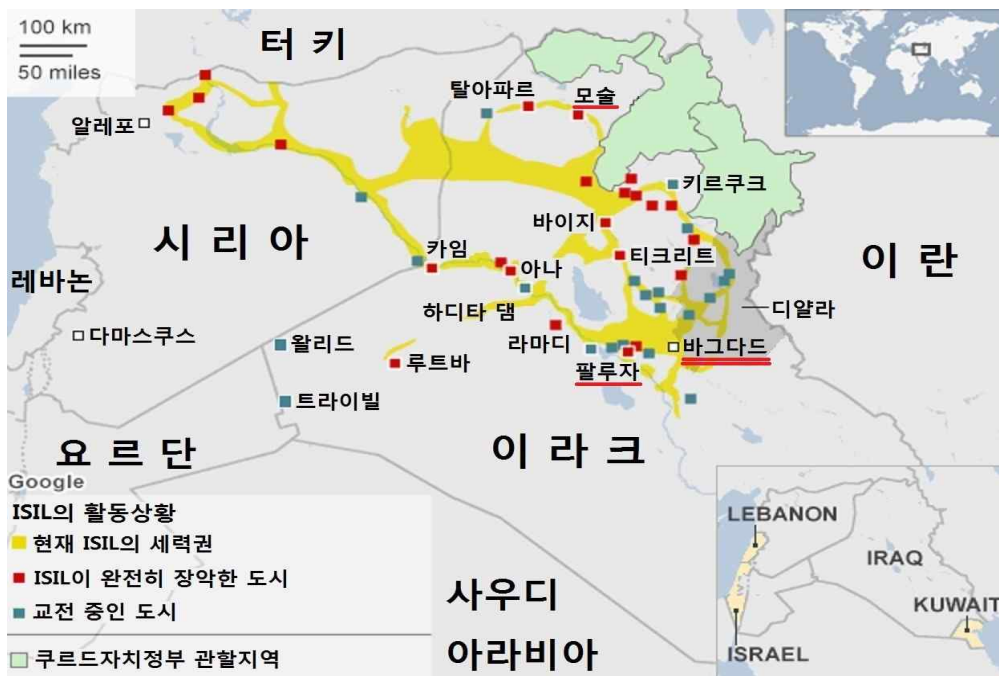 100 km
50 miles
터 키
탈아파르
모술
알레포
키르쿠크
바이지
시 리 아
카임
아나
티크리트
이 란
레바논
하디타 댐
디얄라
다마스쿠스
왈리드
라마디
바그다드
루트바
팔루자
트라이빌
요 르 단
이 라 크
Google
ISIL의 활동상황
현재 ISIL의 세력권
ISIL이 완전히 장악한 도시
교전 중인 도시
쿠르드자치정부 관할지역
사우디
아라비아
LEBANON
IRAQ
KUWAIT
ISRAEL